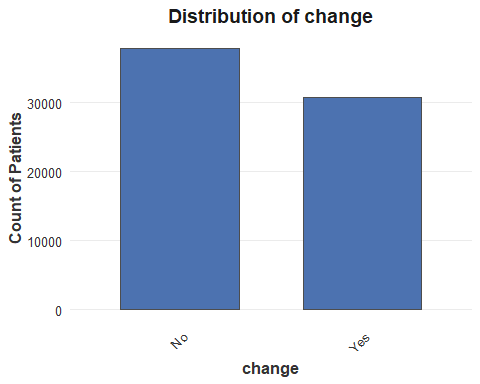 Distribution of change
Count of Patients
30000
20000
10000
0
No
Yes
change